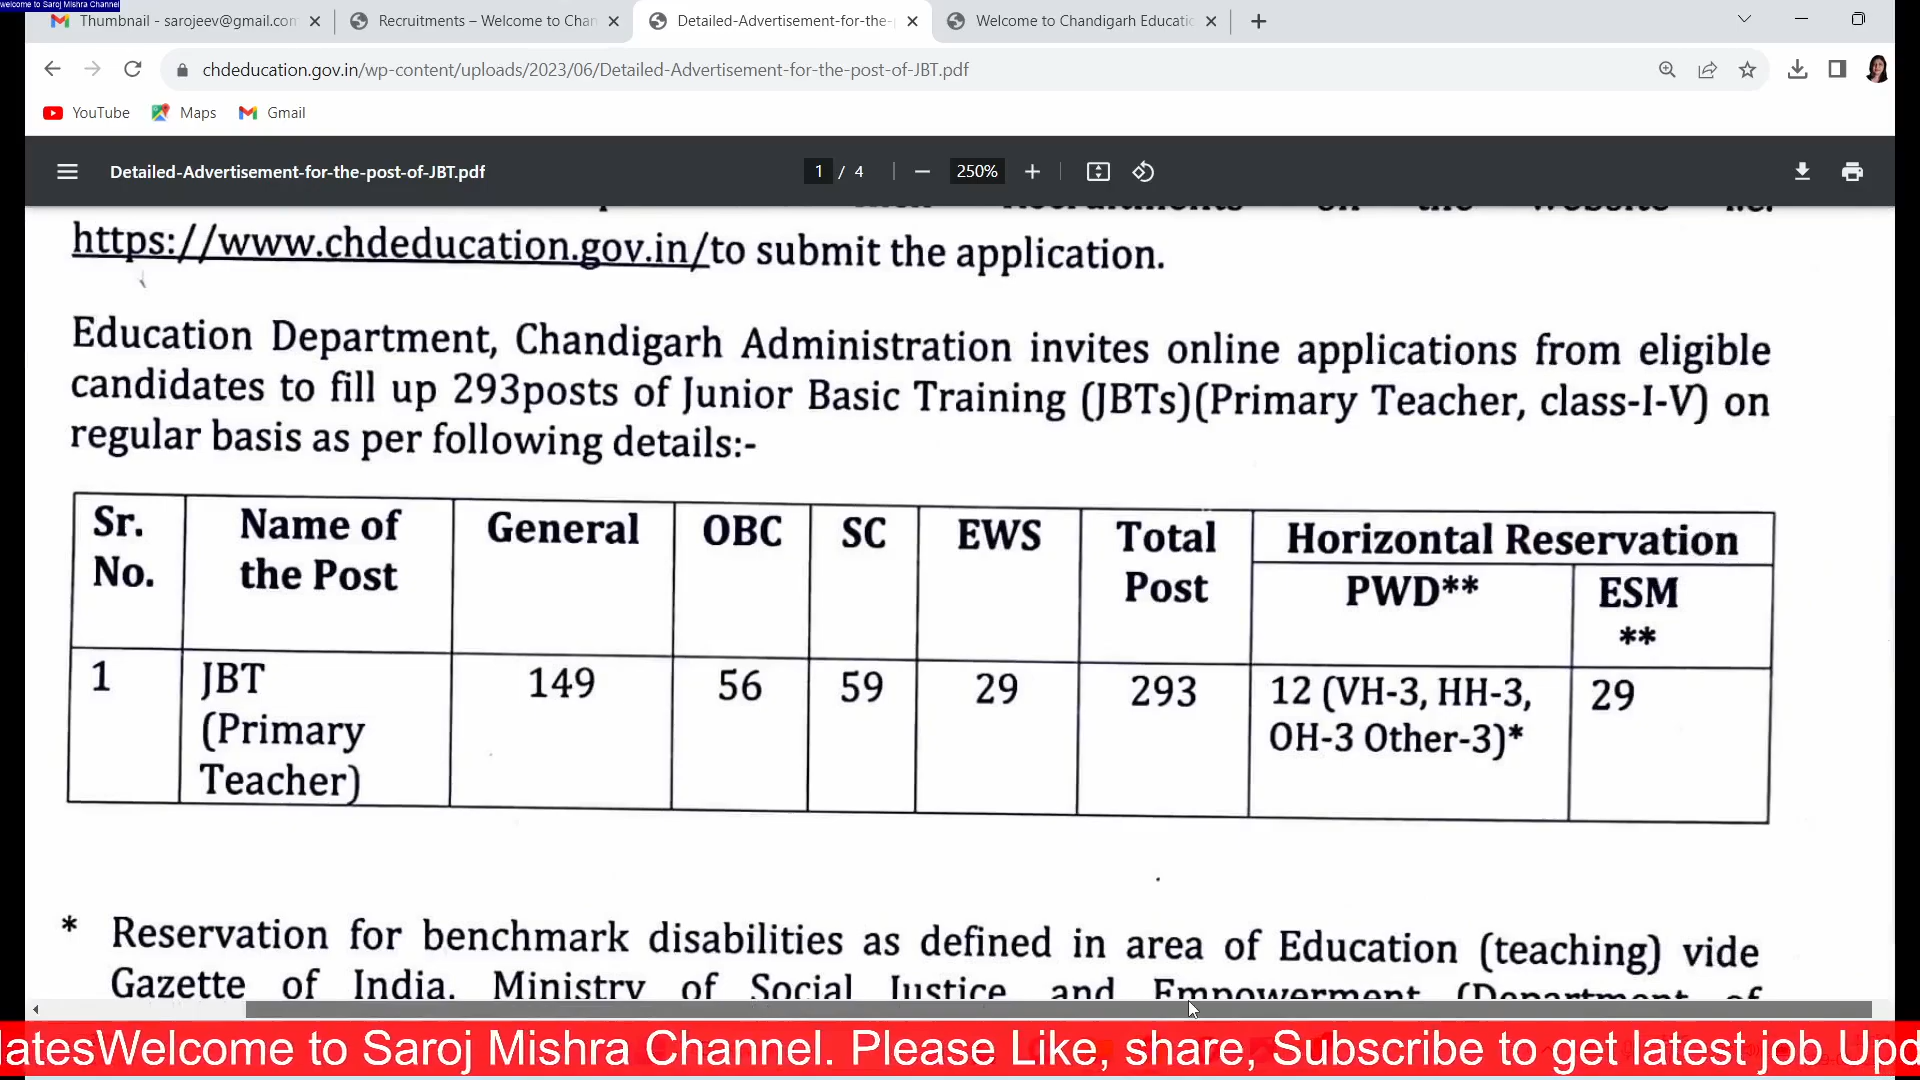 welcome to Saroj Mishra Channel
Thumbnail - sarojeev@gmail.com
Recruitments – Welcome to Chan
Detailed-Advertisement-for-the-
Welcome to Chandigarh Educatic
chdeducation.gov.in/wp-content/uploads/2023/06/Detailed-Advertisement-for-the-post-of-JBT.pdf
YouTube Maps Gmail
Detailed-Advertisement-for-the-post-of-JBT.pdf 1 / 4 250%
https://www.chdeducation.gov.in/to submit the application.
Education Department, Chandigarh Administration invites online applications from eligible
candidates to fill up 293posts of Junior Basic Training (JBTs)(Primary Teacher, class-I-V) on
regular basis as per following details:-
Sr. No. Name of the Post General OBC SC EWS Total Post Horizontal Reservation
PWD** ESM **
1 JBT (Primary Teacher) 149 56 59 29 293 12 (VH-3, HH-3, OH-3 Other-3)* 29
* Reservation for benchmark disabilities as defined in area of Education (teaching) vide
Gazette of India, Ministry of Social Justice and Empowerment (Department of
latesWelcome to Saroj Mishra Channel. Please Like, share, Subscribe to get latest job Upd